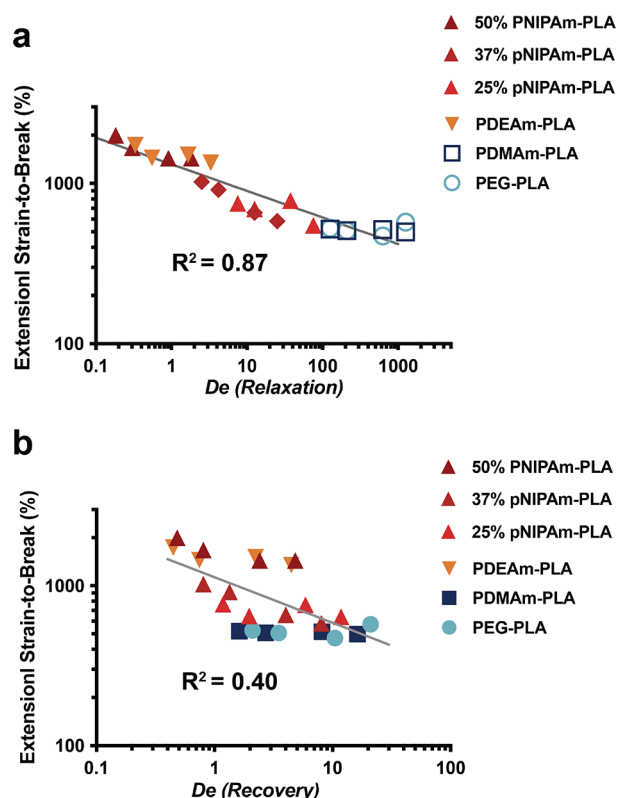 a
50% PNIPAm-PLA
37% pNIPAm-PLA
25% pNIPAm-PLA
PDEAm-PLA
PDMAm-PLA
PEG-PLA
Extensionl Strain-to-Break (%)
1000
100
R2 = 0.87
0.1 1 10 100 1000
De (Relaxation)
b
50% PNIPAm-PLA
37% pNIPAm-PLA
25% pNIPAm-PLA
PDEAm-PLA
PDMAm-PLA
PEG-PLA
Extensionl Strain-to-Break (%)
1000
100
R2 = 0.40
0.1 1 10 100
De (Recovery)